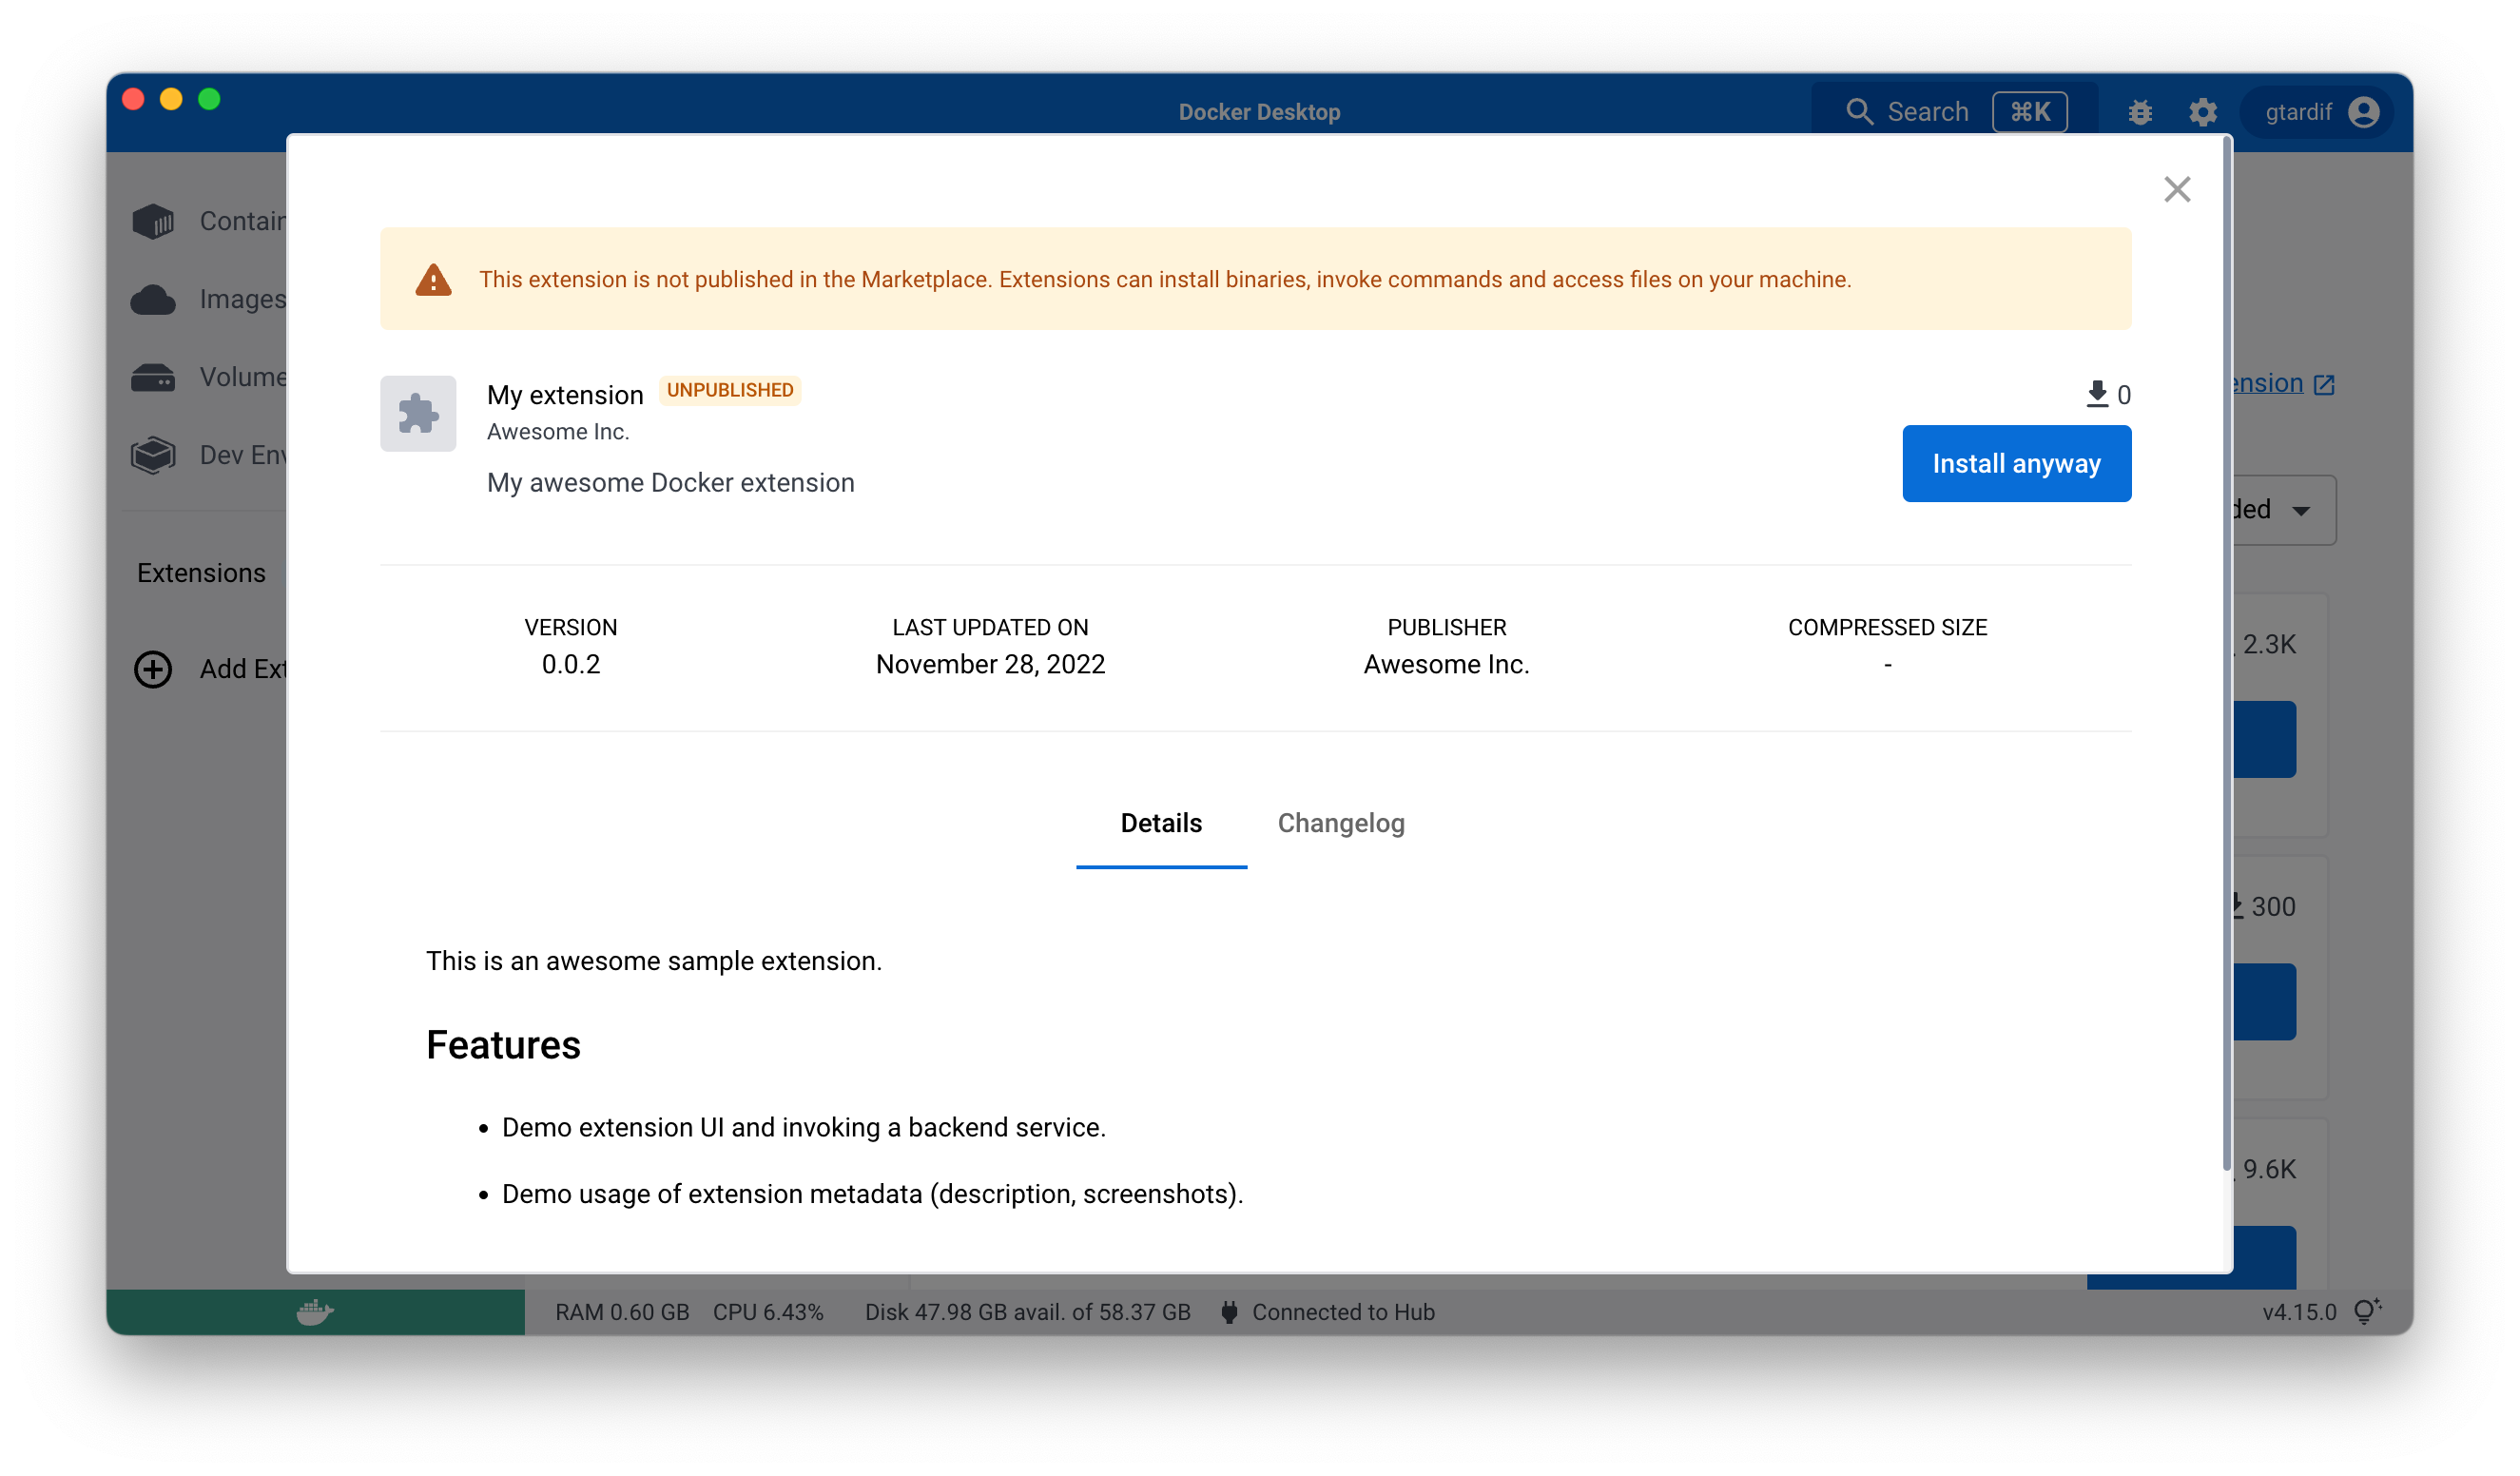 Docker Desktop
Search ⌘K
gtardif
Contain
Images
Volume
Dev Env
Extensions
Add Ext
This extension is not published in the Marketplace. Extensions can install binaries, invoke commands and access files on your machine.
My extension UNPUBLISHED
Awesome Inc.
My awesome Docker extension
0
Install anyway
ension
ded
VERSION
0.0.2
LAST UPDATED ON
November 28, 2022
PUBLISHER
Awesome Inc.
COMPRESSED SIZE
-
2.3K
300
9.6K
Details
Changelog
This is an awesome sample extension.
Features
• Demo extension UI and invoking a backend service.
• Demo usage of extension metadata (description, screenshots).
RAM 0.60 GB CPU 6.43% Disk 47.98 GB avail. of 58.37 GB Connected to Hub
v4.15.0